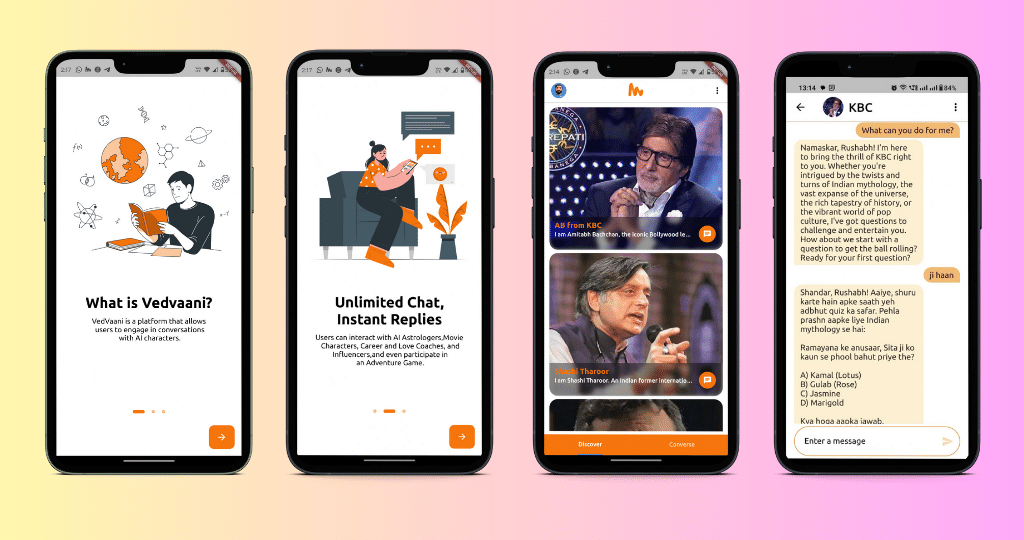 2:17
53%
f(x)
x-Y
What is Vedvaani?
VedVaani is a platform that allows
users to engage in conversations
with AI characters.
2:17
53%
Unlimited Chat,
Instant Replies
Users can interact with AI Astrologers,Movie
Characters, Career and Love Coaches, and
Influencers,and even participate in
an Adventure Game.
2:14
AB from KBC
I am Amitabh Bachchan, the iconic Bollywood le...
Shashi Tharoor
I am Shashi Tharoor. An Indian former internatio...
Discover
Converse
13:14
84%
KBC
What can you do for me?
Namaskar, Rushabh! I'm here
to bring the thrill of KBC right
to you. Whether you're
intrigued by the twists and
turns of Indian mythology, the
vast expanse of the universe,
the rich tapestry of history, or
the vibrant world of pop
culture, I've got questions to
challenge and entertain you.
How about we start with a
question to get the ball rolling?
Ready for your first question?
ji haan
Shandar, Rushabh! Aaiye, shuru
karte hain apke saath yeh
adbhut quiz ka safar. Pehla
prashn aapke liye Indian
mythology se hai:
Ramayana ke anusaar, Sita ji ko
kaun se phool bahut priye the?
A) Kamal (Lotus)
B) Gulab (Rose)
C) Jasmine
D) Marigold
Kya hoga aapka jawab,
Enter a message